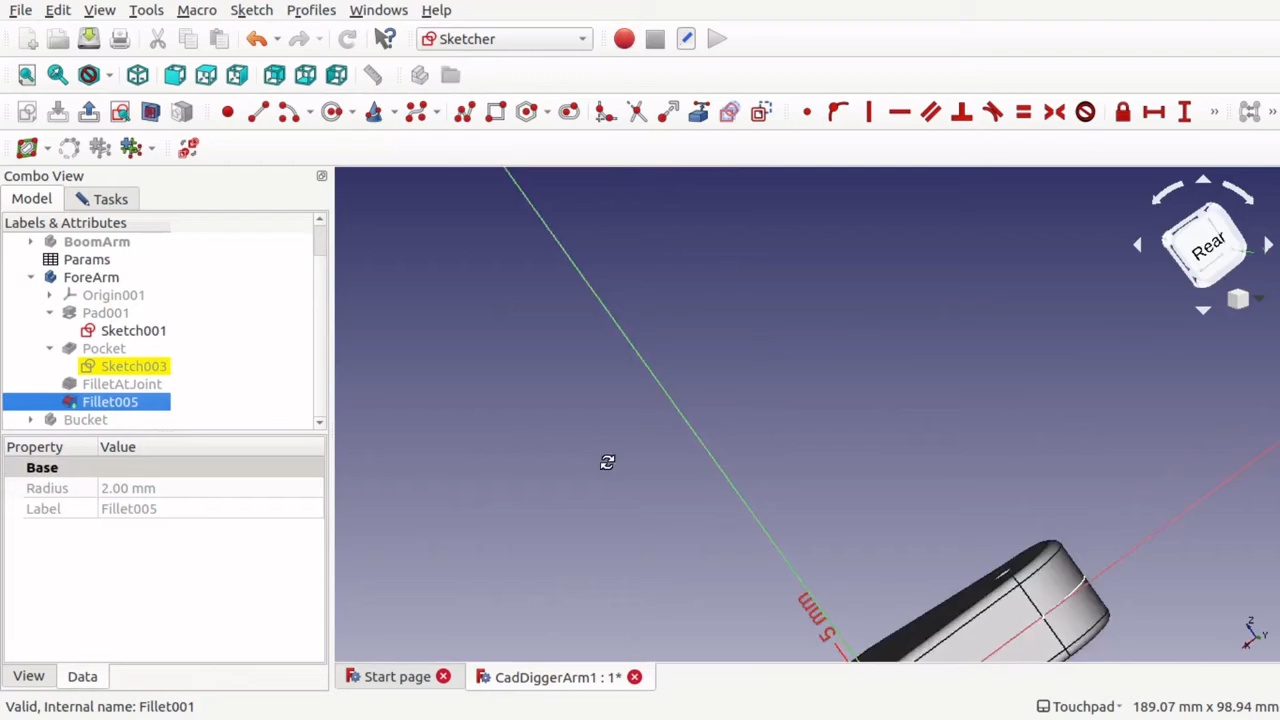 File Edit View Tools Macro Sketch Profiles Windows Help
Sketcher
Combo View
Model Tasks
Labels & Attributes
BoomArm
Params
ForeArm
Origin001
Pad001
Sketch001
Pocket
Sketch003
FilletAtJoint
Fillet005
Bucket
Property Value
Base
Radius 2.00 mm
Label Fillet005
Rear
5 mm
Z
Y
X
View Data
Start page CadDiggerArm1 : 1*
Valid, Internal name: Fillet001
Touchpad 189.07 mm x 98.94 mm